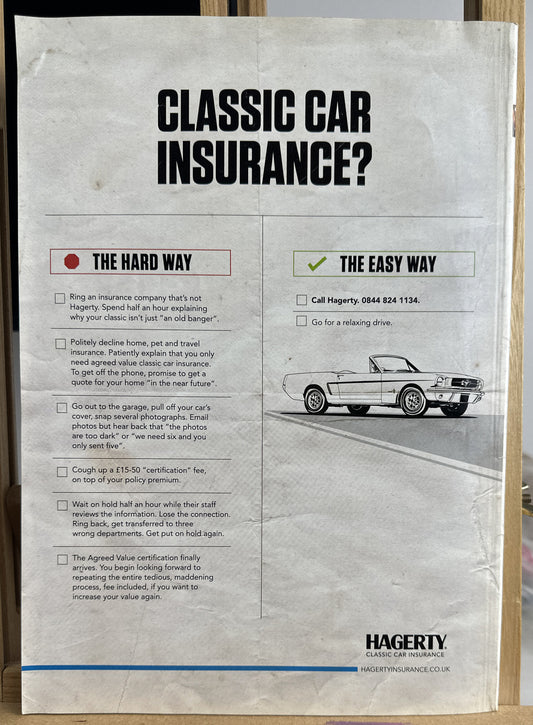 CLASSIC CAR
INSURANCE?
THE HARD WAY
Ring an insurance company that's not
Hagerty. Spend half an hour explaining
why your classic isn't just "an old banger".
Politely decline home, pet and travel
insurance. Patiently explain that you only
need agreed value classic car insurance.
To get off the phone, promise to get a
quote for your home "in the near future".
Go out to the garage, pull off your car's
cover, snap several photographs. Email
photos but hear back that "the photos
are too dark" or "we need six and you
only sent five".
Cough up a £15-50 "certification" fee,
on top of your policy premium.
Wait on hold half an hour while their staff
reviews the information. Lose the connection.
Ring back, get transferred to three
wrong departments. Get put on hold again.
The Agreed Value certification finally
arrives. You begin looking forward to
repeating the entire tedious, maddening
process, fee included, if you want to
increase your value again.
THE EASY WAY
Call Hagerty. 0844 824 1134.
Go for a relaxing drive.
HAGERTY
CLASSIC CAR INSURANCE
HAGERTYINSURANCE.CO.UK